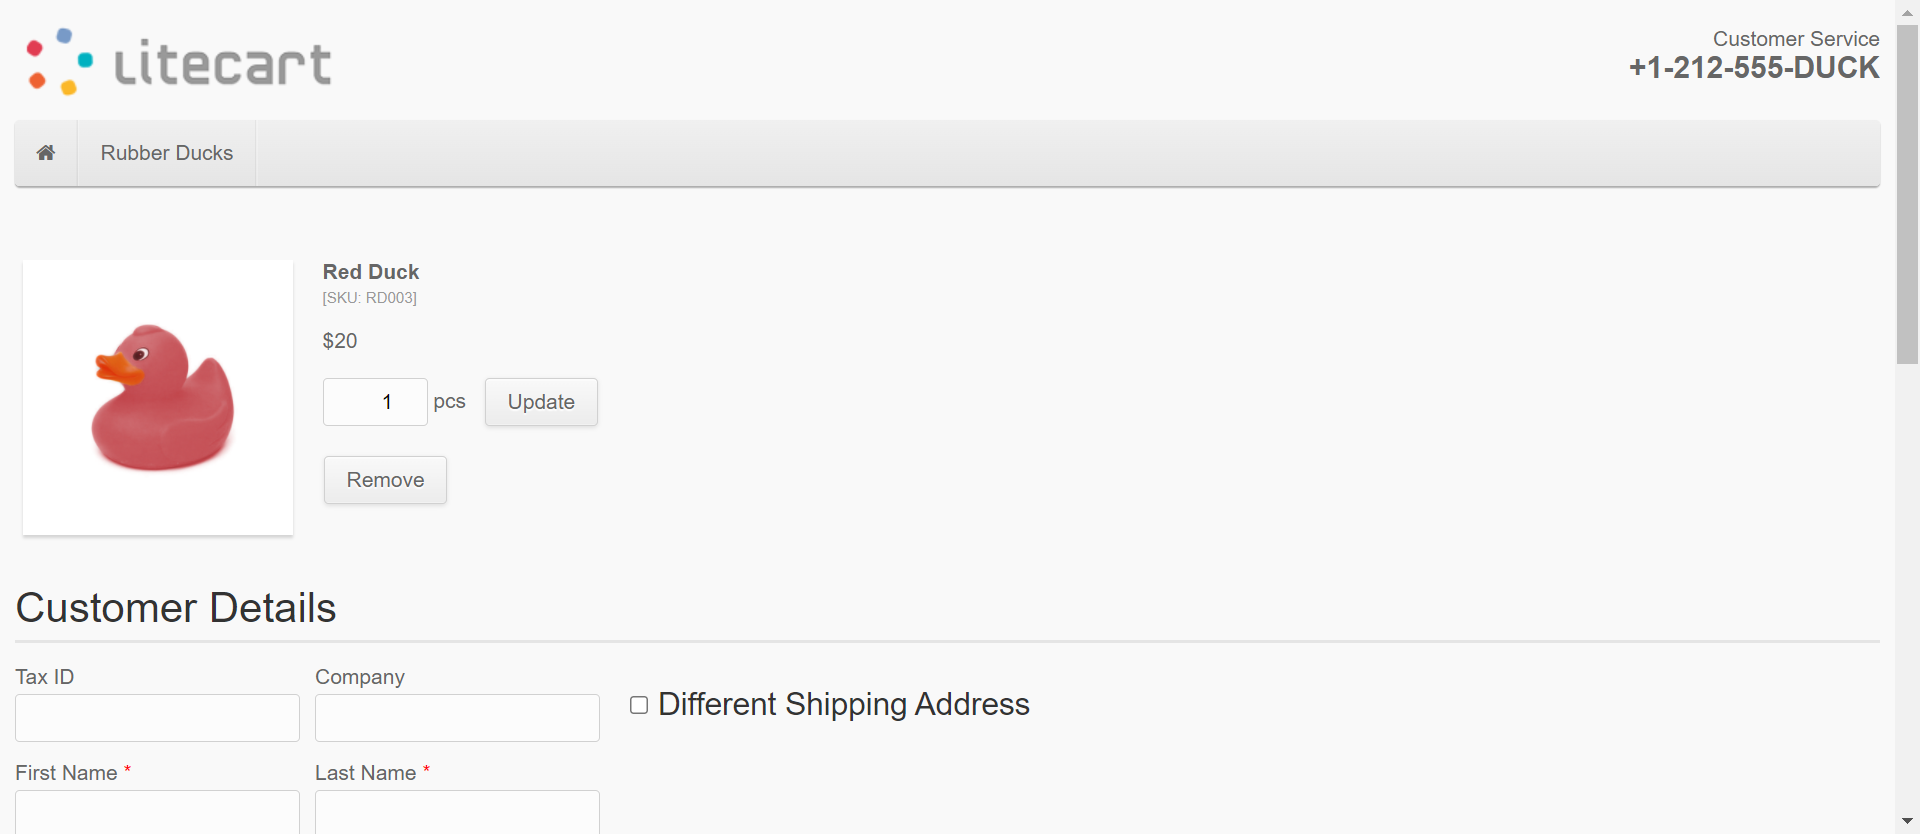 Litecart
Customer Service
+1-212-555-DUCK
Rubber Ducks
Red Duck
[SKU: RD003]
$20
1 pcs Update
Remove
Customer Details
Tax ID Company
Different Shipping Address
First Name * Last Name *